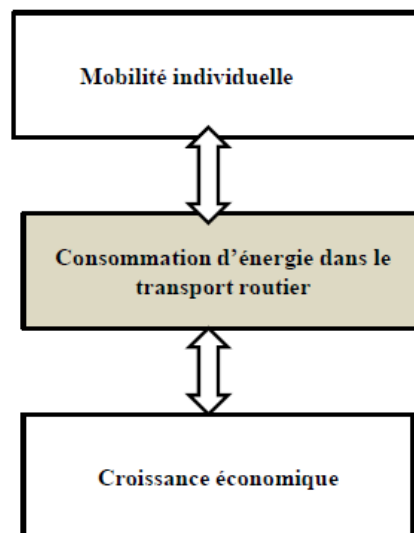 Mobilité individuelle
Consommation d'énergie dans le
transport routier
Croissance économique